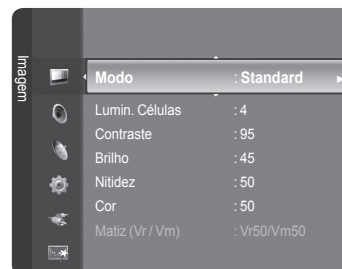 Imagem
Modo : Standard
Lumin. Células : 4
Contraste : 95
Brilho : 45
Nitidez : 50
Cor : 50
Matiz (Vr / Vm) : Vr50/Vm50